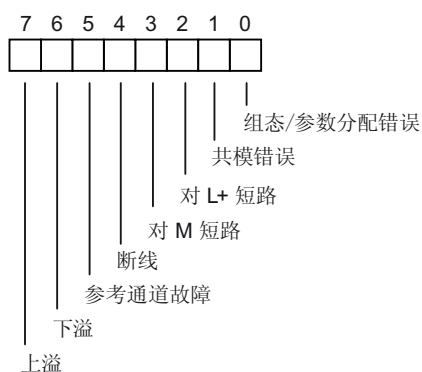 7 6 5 4 3 2 1 0
组态/参数分配错误
共模错误
对 L+ 短路
对 M 短路
断线
参考通道故障
下溢
上溢